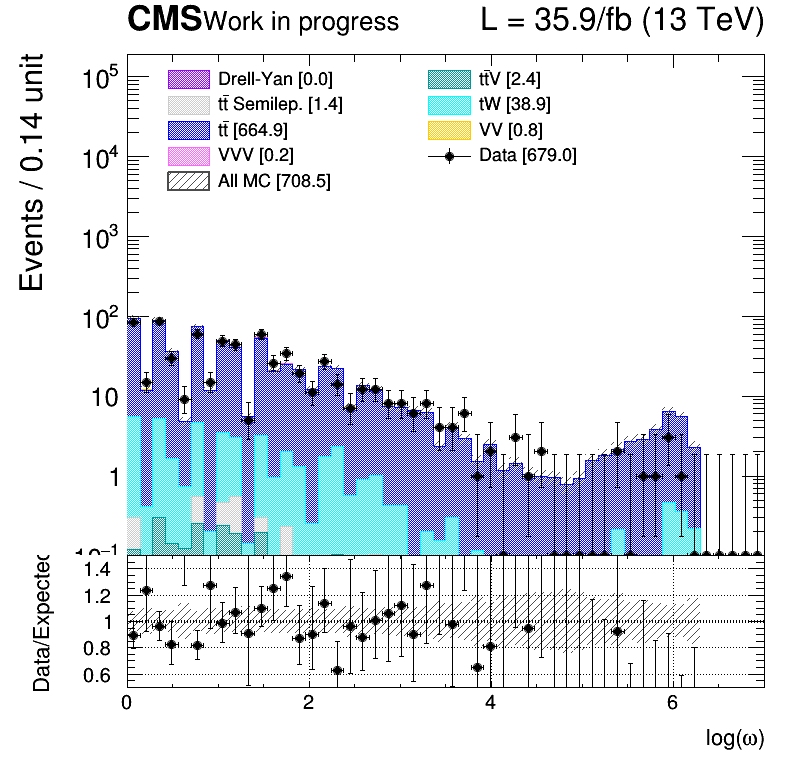 CMS Work in progress L = 35.9/fb (13 TeV)
Drell-Yan [0.0] tt̄V [2.4]
tt̄ Semilep. [1.4] tW [38.9]
tt̄ [664.9] VV [0.8]
VVV [0.2] Data [679.0]
All MC [708.5]
Events / 0.14 unit
10⁵
10⁴
10³
10²
10
1
10⁻¹
Data/Expected
1.4
1.2
1
0.8
0.6
0 2 4 6
log(ω)